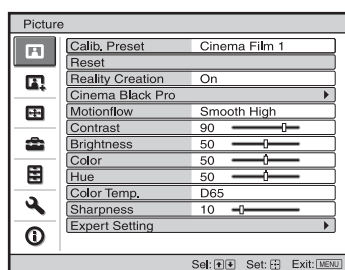 Picture
Calib. Preset Cinema Film 1
Reset
Reality Creation On
Cinema Black Pro
Motionflow Smooth High
Contrast 90
Brightness 50
Color 50
Hue 50
Color Temp. D65
Sharpness 10
Expert Setting
Sel: Set: Exit: MENU